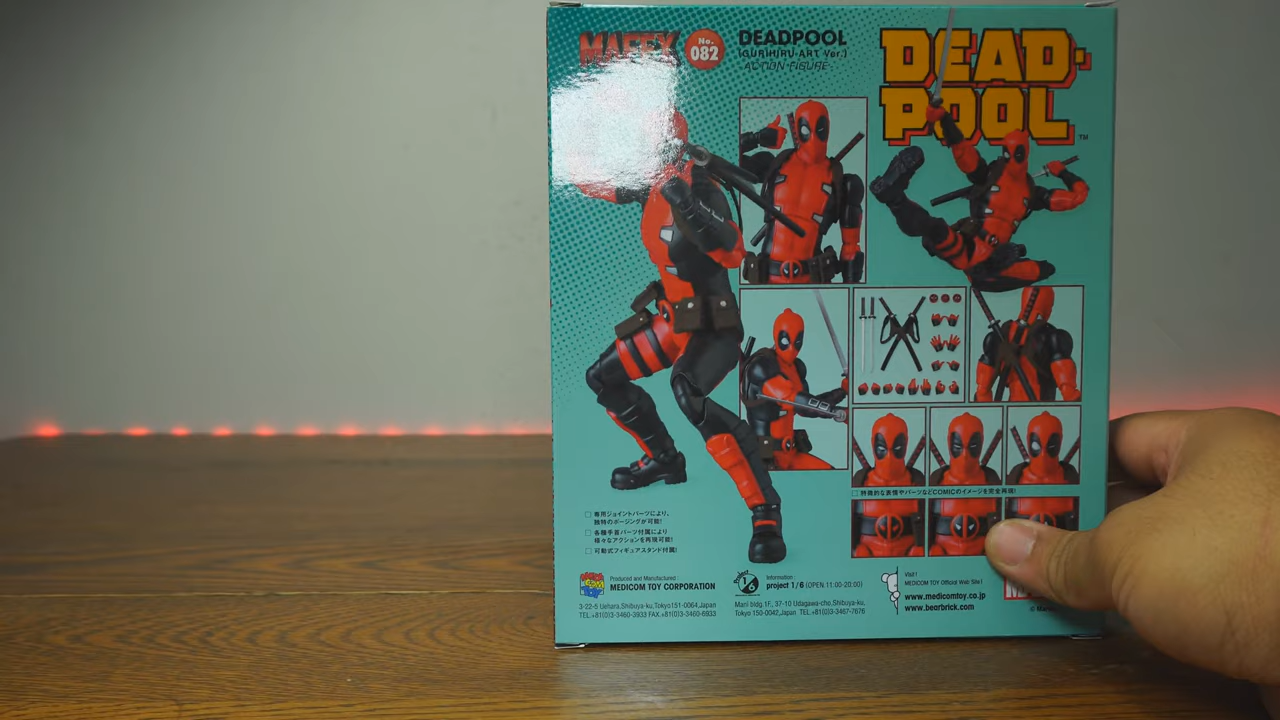 MAFEX
No.
082
DEADPOOL
(GURIHIRU ART Ver.)
-ACTION FIGURE-
DEAD-
POOL
TM
□ 特徴的な表情やパーツなどCOMICのイメージを完全再現!
□ 専用ジョイントパーツにより、
独特のポージングが可能!
□ 各種手首パーツ付属により
様々なアクションを再現可能!
□ 可動式フィギュアスタンド付属!
Produced and Manufactured :
MEDICOM TOY CORPORATION
3-22-5 Uehara,Shibuya-ku,Tokyo151-0064,Japan
TEL.+81(0)3-3460-3933 FAX.+81(0)3-3460-6933
Project
1/6
Information :
project 1/6 (OPEN 11:00-20:00)
Mani bldg.1F, 37-10 Udagawa-cho,Shibuya-ku,
Tokyo 150-0042,Japan TEL.+81(0)3-3467-7676
Visit !
MEDICOM TOY Official Web Site !
www.medicomtoy.co.jp
www.bearbrick.com